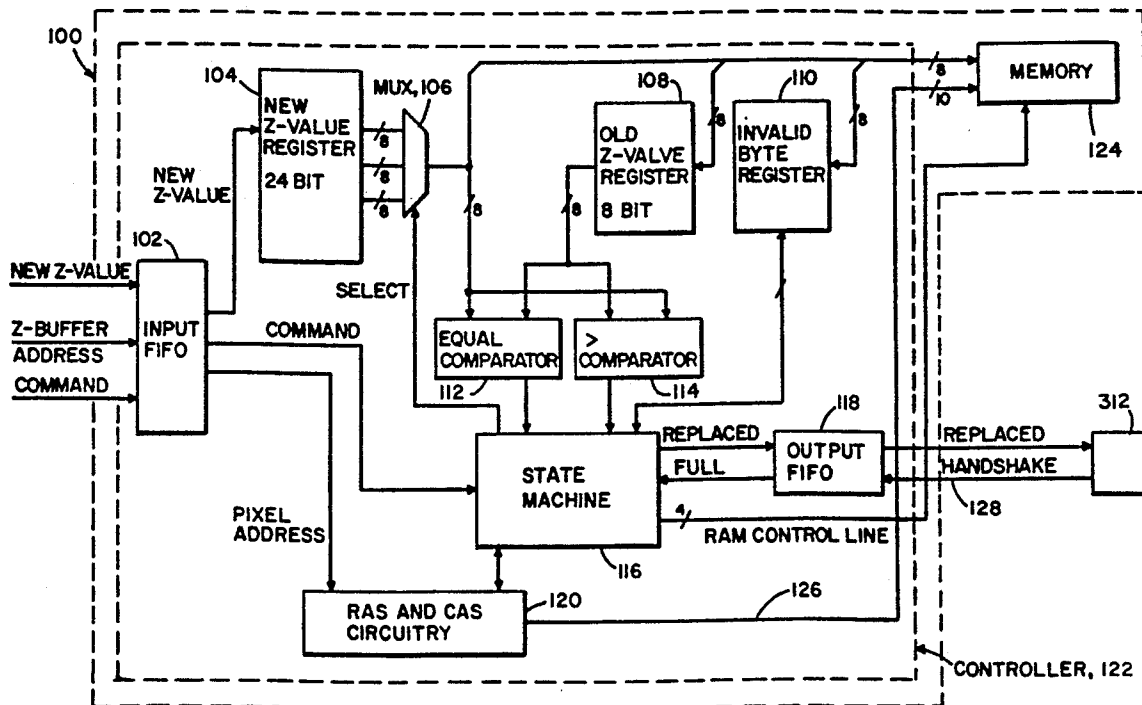 100
104
NEW
Z-VALUE
REGISTER
24 BIT
8
8
8
MUX, 106
108
OLD
Z-VALVE
REGISTER
8 BIT
8
8
110
INVALID
BYTE
REGISTER
8
8
10
MEMORY
124
NEW
Z-VALUE
8
102
NEW Z-VALUE
Z-BUFFER
ADDRESS
COMMAND
INPUT
FIFO
SELECT
COMMAND
EQUAL
COMPARATOR
112
>
COMPARATOR
114
STATE
MACHINE
116
REPLACED
FULL
118
OUTPUT
FIFO
REPLACED
HANDSHAKE
128
312
4
RAM CONTROL LINE
PIXEL
ADDRESS
RAS AND CAS
CIRCUITRY
120
126
CONTROLLER, 122